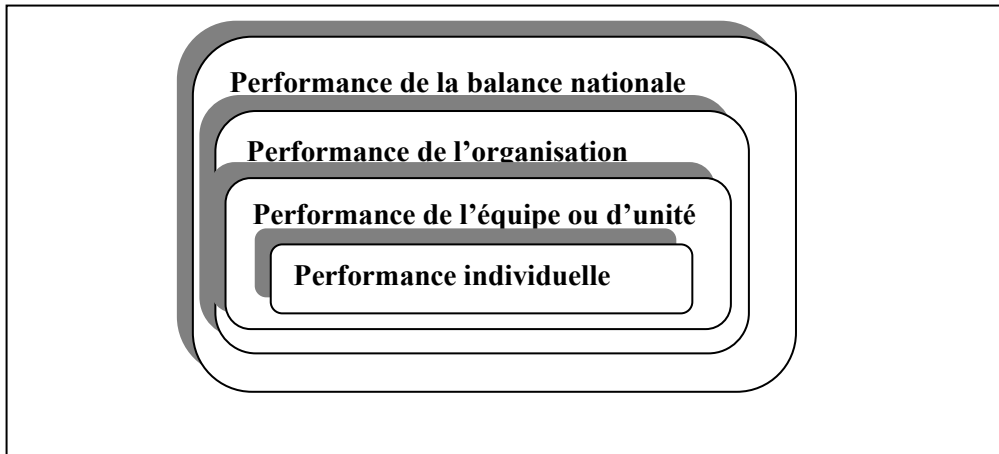 Performance de la balance nationale
Performance de l’organisation
Performance de l’équipe ou d’unité
Performance individuelle